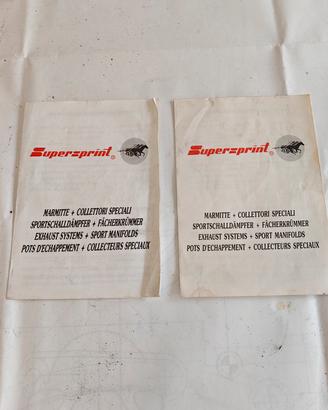 Supersprint®
MARMITTE + COLLETTORI SPECIALI
SPORTSCHALLDÄMPFER + FÄCHERKRÜMMER
EXHAUST SYSTEMS + SPORT MANIFOLDS
POTS D'ECHAPPEMENT + COLLECTEURS SPECIAUX
Supersprint®
MARMITTE + COLLETTORI SPECIALI
SPORTSCHALLDÄMPFER + FÄCHERKRÜMMER
EXHAUST SYSTEMS + SPORT MANIFOLDS
POTS D'ECHAPPEMENT + COLLECTEURS SPECIAUX